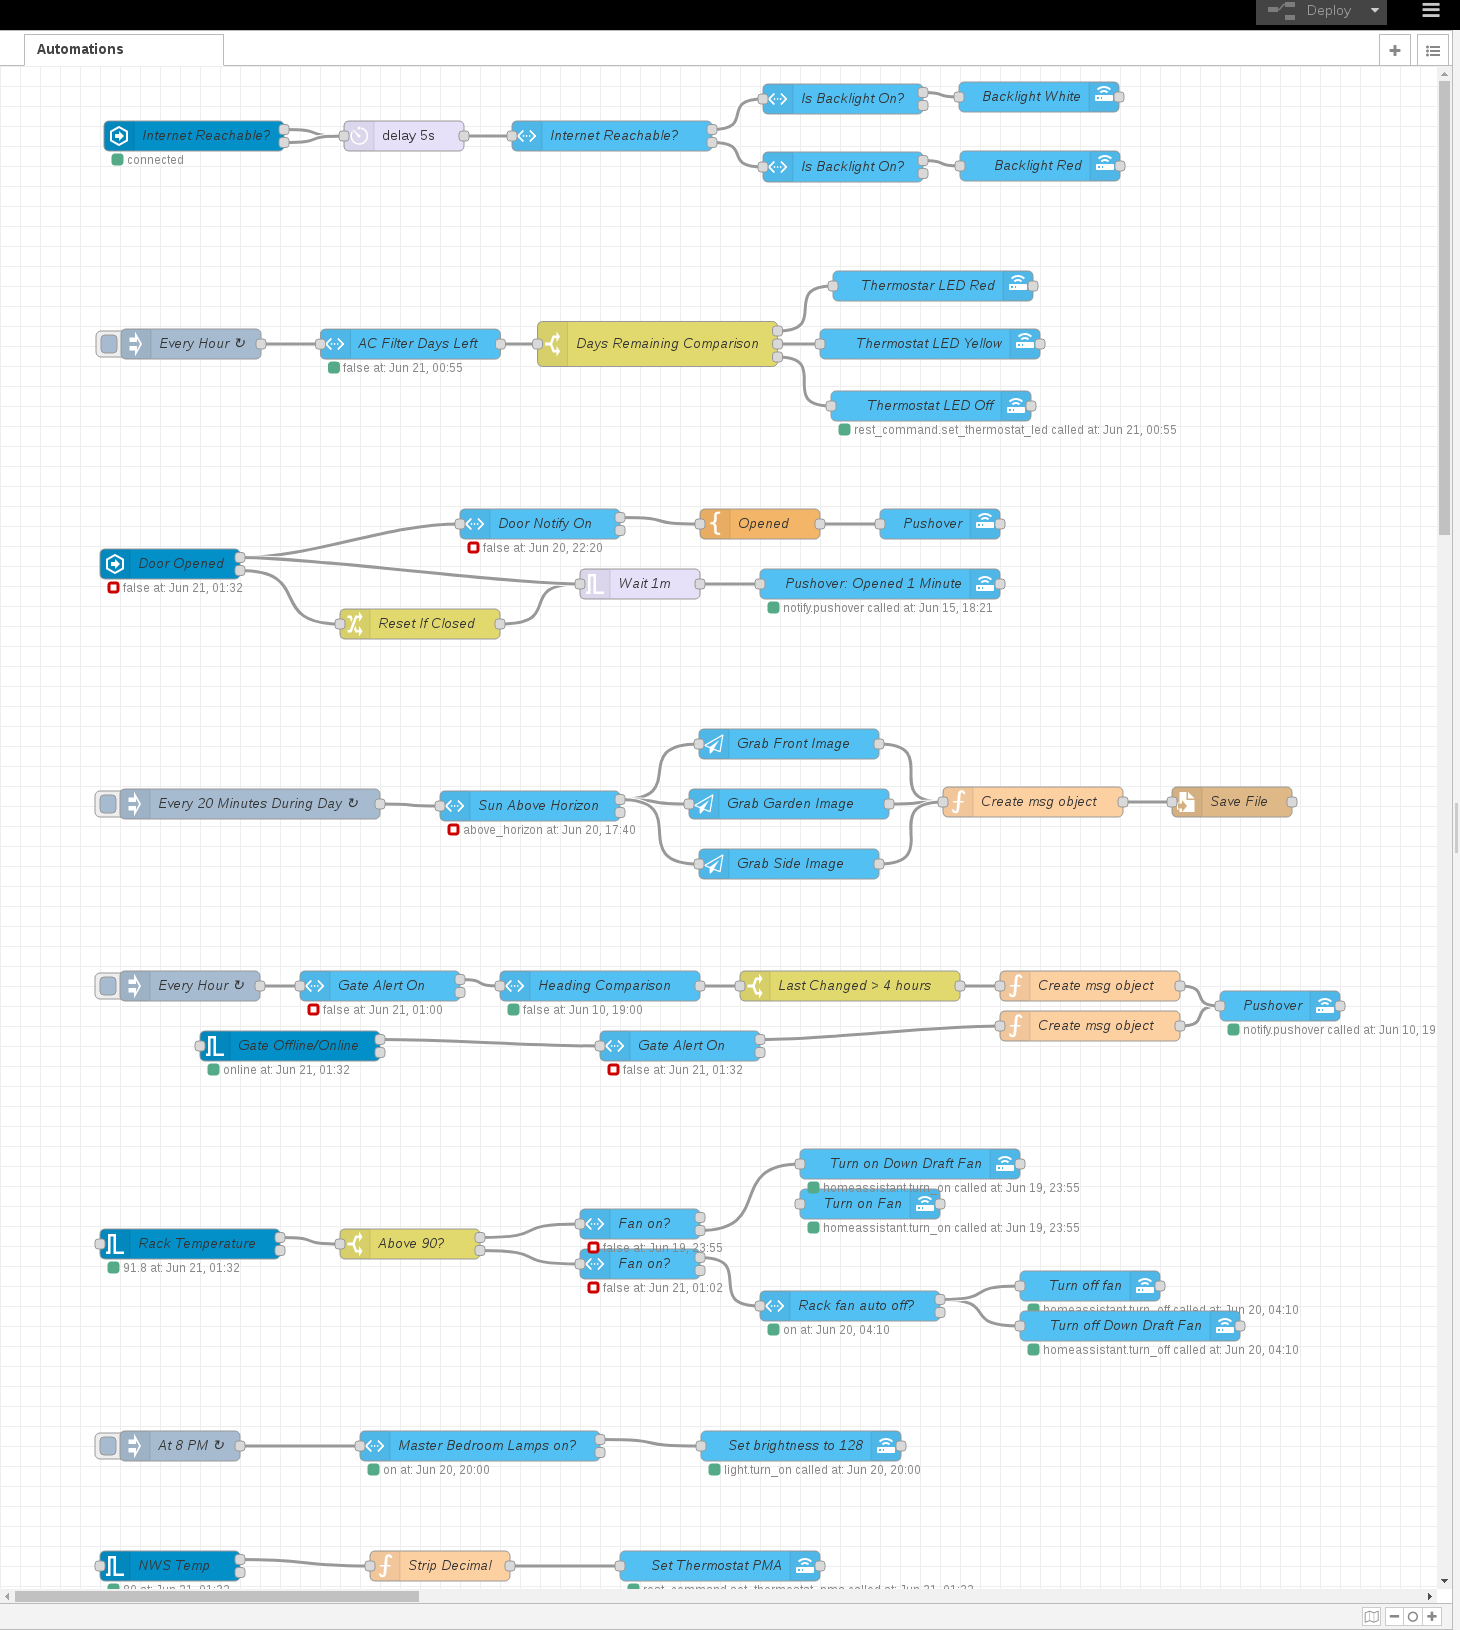 Deploy
Automations
Internet Reachable?
connected
delay 5s
Internet Reachable?
Is Backlight On?
Backlight White
Is Backlight On?
Backlight Red
Every Hour ↻
AC Filter Days Left
false at: Jun 21, 00:55
Days Remaining Comparison
Thermostar LED Red
Thermostat LED Yellow
Thermostat LED Off
rest_command.set_thermostat_led called at: Jun 21, 00:55
Door Opened
false at: Jun 21, 01:32
Door Notify On
false at: Jun 20, 22:20
Opened
Pushover
Wait 1m
Pushover: Opened 1 Minute
notify.pushover called at: Jun 15, 18:21
Reset If Closed
Every 20 Minutes During Day ↻
Sun Above Horizon
above_horizon at: Jun 20, 17:40
Grab Front Image
Grab Garden Image
Grab Side Image
Create msg object
Save File
Every Hour ↻
Gate Alert On
false at: Jun 21, 01:00
Heading Comparison
false at: Jun 10, 19:00
Last Changed > 4 hours
Create msg object
Create msg object
Pushover
notify.pushover called at: Jun 10, 19
Gate Offline/Online
online at: Jun 21, 01:32
Gate Alert On
false at: Jun 21, 01:32
Turn on Down Draft Fan
homeassistant.turn_on called at: Jun 19, 23:55
Turn on Fan
homeassistant.turn_on called at: Jun 19, 23:55
Rack Temperature
91.8 at: Jun 21, 01:32
Above 90?
Fan on?
false at: Jun 19, 23:55
Fan on?
false at: Jun 21, 01:02
Rack fan auto off?
on at: Jun 20, 04:10
Turn off fan
homeassistant.turn_off called at: Jun 20, 04:10
Turn off Down Draft Fan
homeassistant.turn_off called at: Jun 20, 04:10
At 8 PM ↻
Master Bedroom Lamps on?
on at: Jun 20, 20:00
Set brightness to 128
light.turn_on called at: Jun 20, 20:00
NWS Temp
Strip Decimal
Set Thermostat PMA
rest_command.set_thermostat_pma called at: Jun 21, 01:32